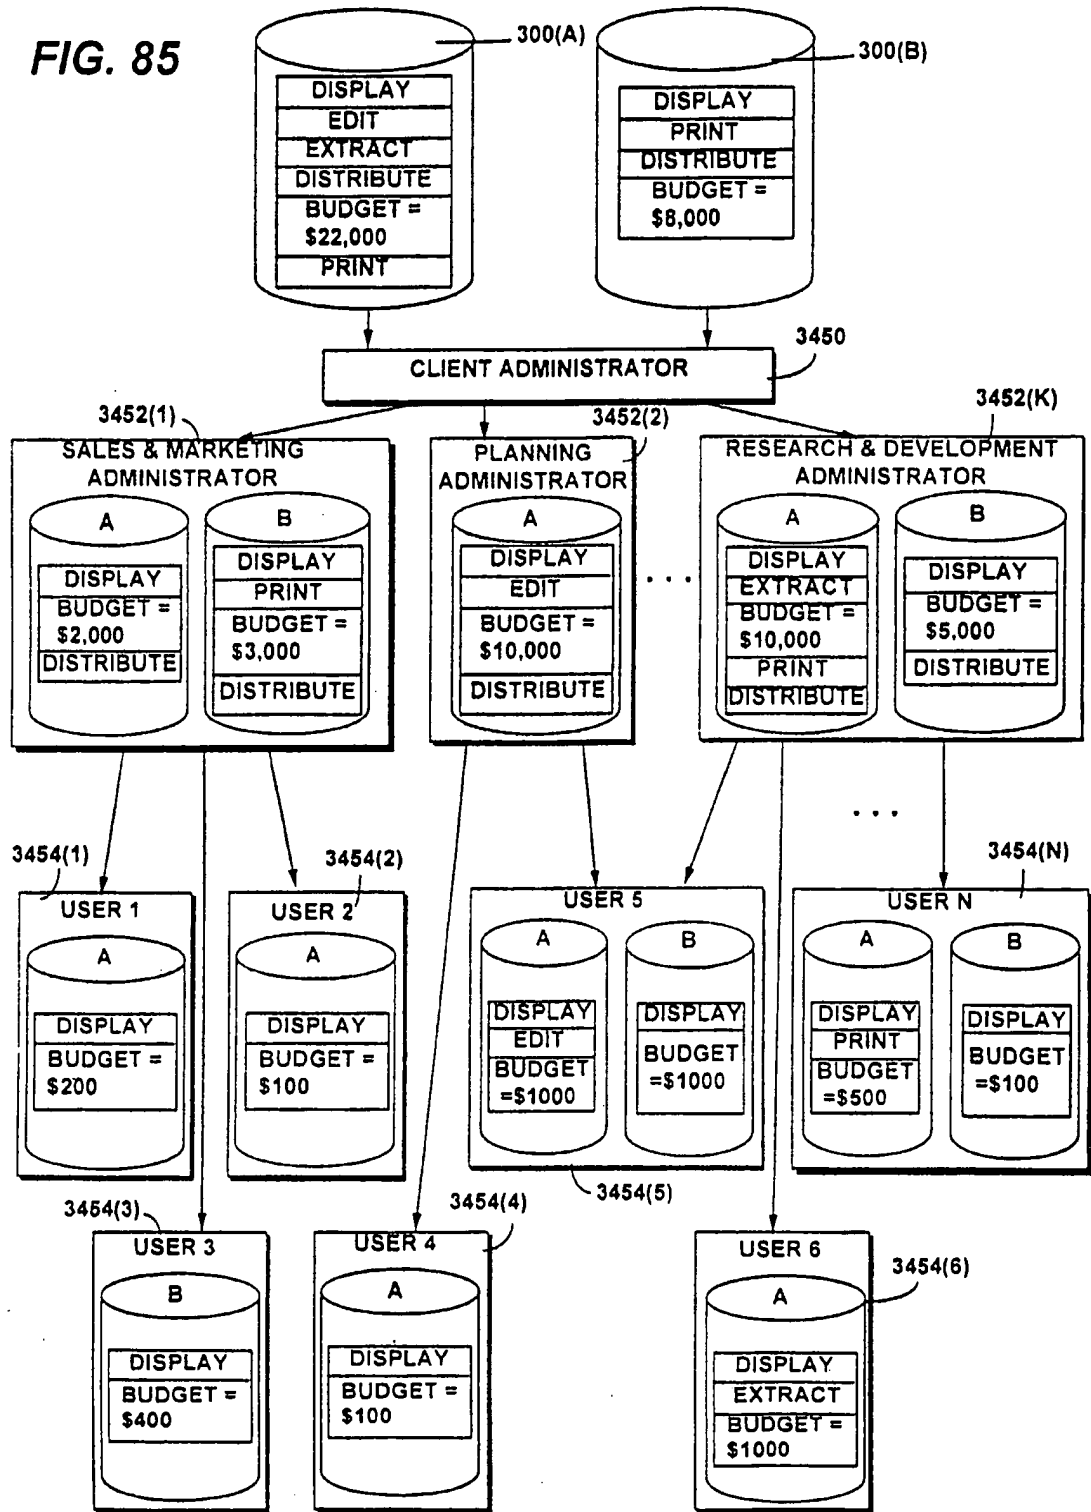 FIG. 85
300(A)
DISPLAY
EDIT
EXTRACT
DISTRIBUTE
BUDGET =
$22,000
PRINT
300(B)
DISPLAY
PRINT
DISTRIBUTE
BUDGET =
$8,000
CLIENT ADMINISTRATOR
3450
3452(1)
SALES & MARKETING
ADMINISTRATOR
A
DISPLAY
BUDGET =
$2,000
DISTRIBUTE
B
DISPLAY
PRINT
BUDGET =
$3,000
DISTRIBUTE
3452(2)
PLANNING
ADMINISTRATOR
A
DISPLAY
EDIT
BUDGET =
$10,000
DISTRIBUTE
. . .
3452(K)
RESEARCH & DEVELOPMENT
ADMINISTRATOR
A
DISPLAY
EXTRACT
BUDGET =
$10,000
PRINT
DISTRIBUTE
B
DISPLAY
BUDGET =
$5,000
DISTRIBUTE
. . .
3454(1)
USER 1
A
DISPLAY
BUDGET =
$200
3454(2)
USER 2
A
DISPLAY
BUDGET =
$100
USER 5
A
DISPLAY
EDIT
BUDGET
=$1000
B
DISPLAY
BUDGET
=$1000
3454(5)
3454(N)
USER N
A
DISPLAY
PRINT
BUDGET
=$500
B
DISPLAY
BUDGET
=$100
3454(3)
USER 3
B
DISPLAY
BUDGET =
$400
3454(4)
USER 4
A
DISPLAY
BUDGET =
$100
USER 6
3454(6)
A
DISPLAY
EXTRACT
BUDGET =
$1000